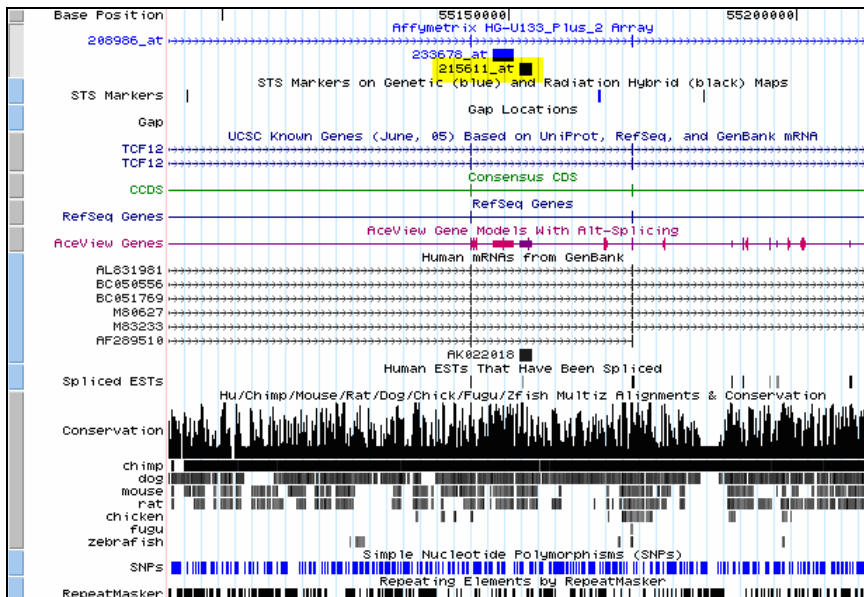 Base Position 55150000 55200000
Affymetrix HG-U133_Plus_2 Array
208986_at
233678_at
215611_at
STS Markers on Genetic (blue) and Radiation Hybrid (black) Maps
STS Markers
Gap Locations
Gap
UCSC Known Genes (June, 05) Based on UniProt, RefSeq, and GenBank mRNA
TCF12
TCF12
Consensus CDS
CCDS
RefSeq Genes
RefSeq Genes
AceView Gene Models With Alt-Splicing
AceView Genes
Human mRNAs from GenBank
AL831981
BC050556
BC051769
M80627
M83233
AF289510
AK022018
Human ESTs That Have Been Spliced
Spliced ESTs
Hu/Chimp/Mouse/Rat/Dog/Chick/Fugu/Zfish Multiz Alignments & Conservation
Conservation
chimp
dog
mouse
rat
chicken
fugu
zebrafish
Simple Nucleotide Polymorphisms (SNPs)
SNPs
Repeating Elements by RepeatMasker
RepeatMasker